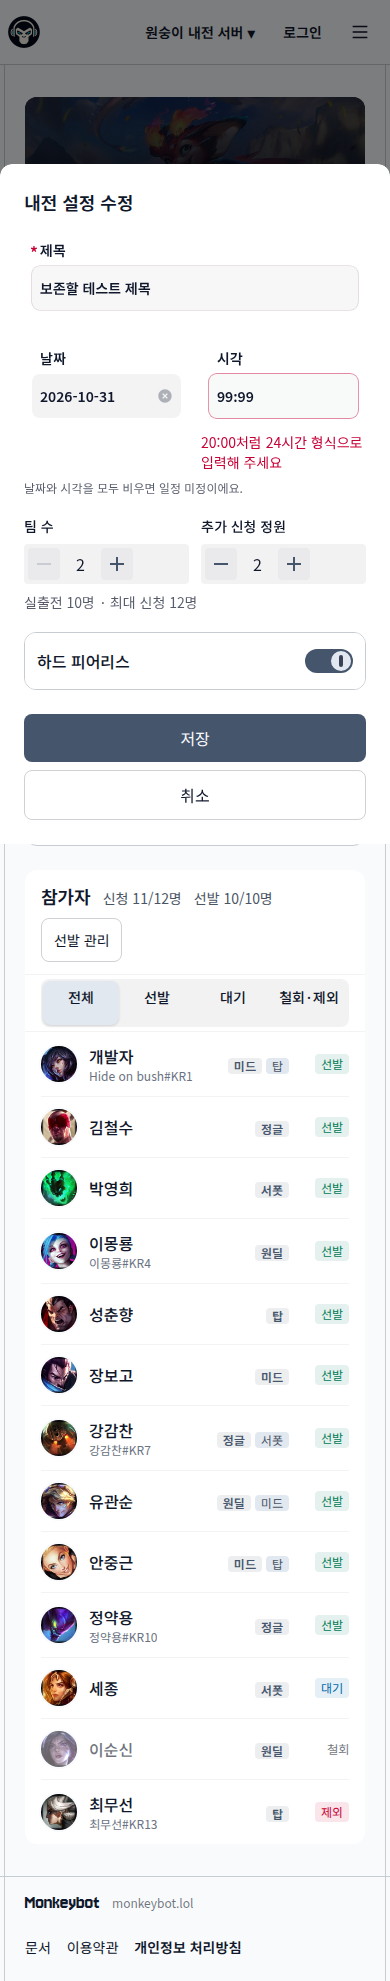 원숭이 내전 서버 ▾ 로그인
내전 설정 수정
* 제목
보존할 테스트 제목
날짜 시각
2026-10-31 99:99
20:00처럼 24시간 형식으로
입력해 주세요
날짜와 시각을 모두 비우면 일정 미정이에요.
팀 수 추가 신청 정원
2 2
실출전 10명 · 최대 신청 12명
하드 피어리스
저장
취소
참가자 신청 11/12명 선발 10/10명
선발 관리
전체 선발 대기 철회·제외
개발자 미드 탑 선발
Hide on bush#KR1
김철수 정글 선발
박영희 서폿 선발
이몽룡 원딜 선발
이몽룡#KR4
성춘향 탑 선발
장보고 미드 선발
강감찬 정글 서폿 선발
강감찬#KR7
유관순 원딜 미드 선발
안중근 미드 탑 선발
정약용 정글 선발
정약용#KR10
세종 서폿 대기
이순신 원딜 철회
최무선 탑 제외
최무선#KR13
Monkeybot monkeybot.lol
문서 이용약관 개인정보 처리방침